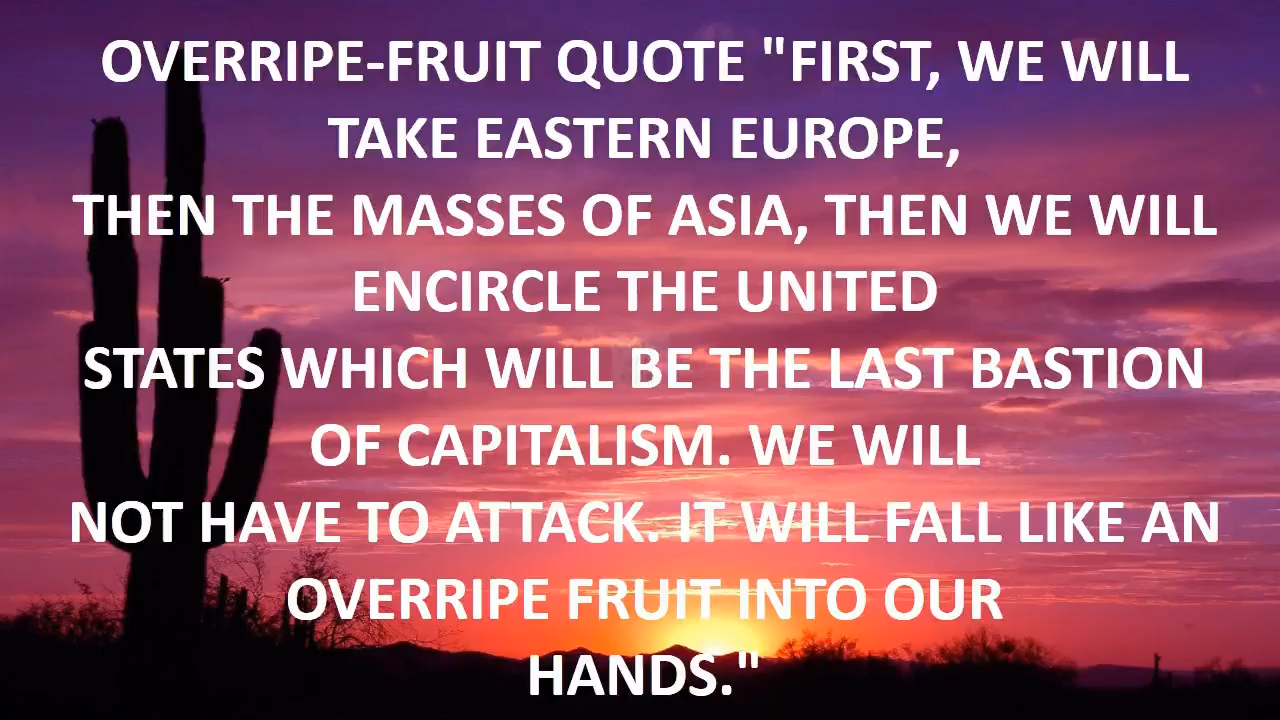 OVERRIPE-FRUIT QUOTE "FIRST, WE WILL
TAKE EASTERN EUROPE,
THEN THE MASSES OF ASIA, THEN WE WILL
ENCIRCLE THE UNITED
STATES WHICH WILL BE THE LAST BASTION
OF CAPITALISM. WE WILL
NOT HAVE TO ATTACK. IT WILL FALL LIKE AN
OVERRIPE FRUIT INTO OUR
HANDS."